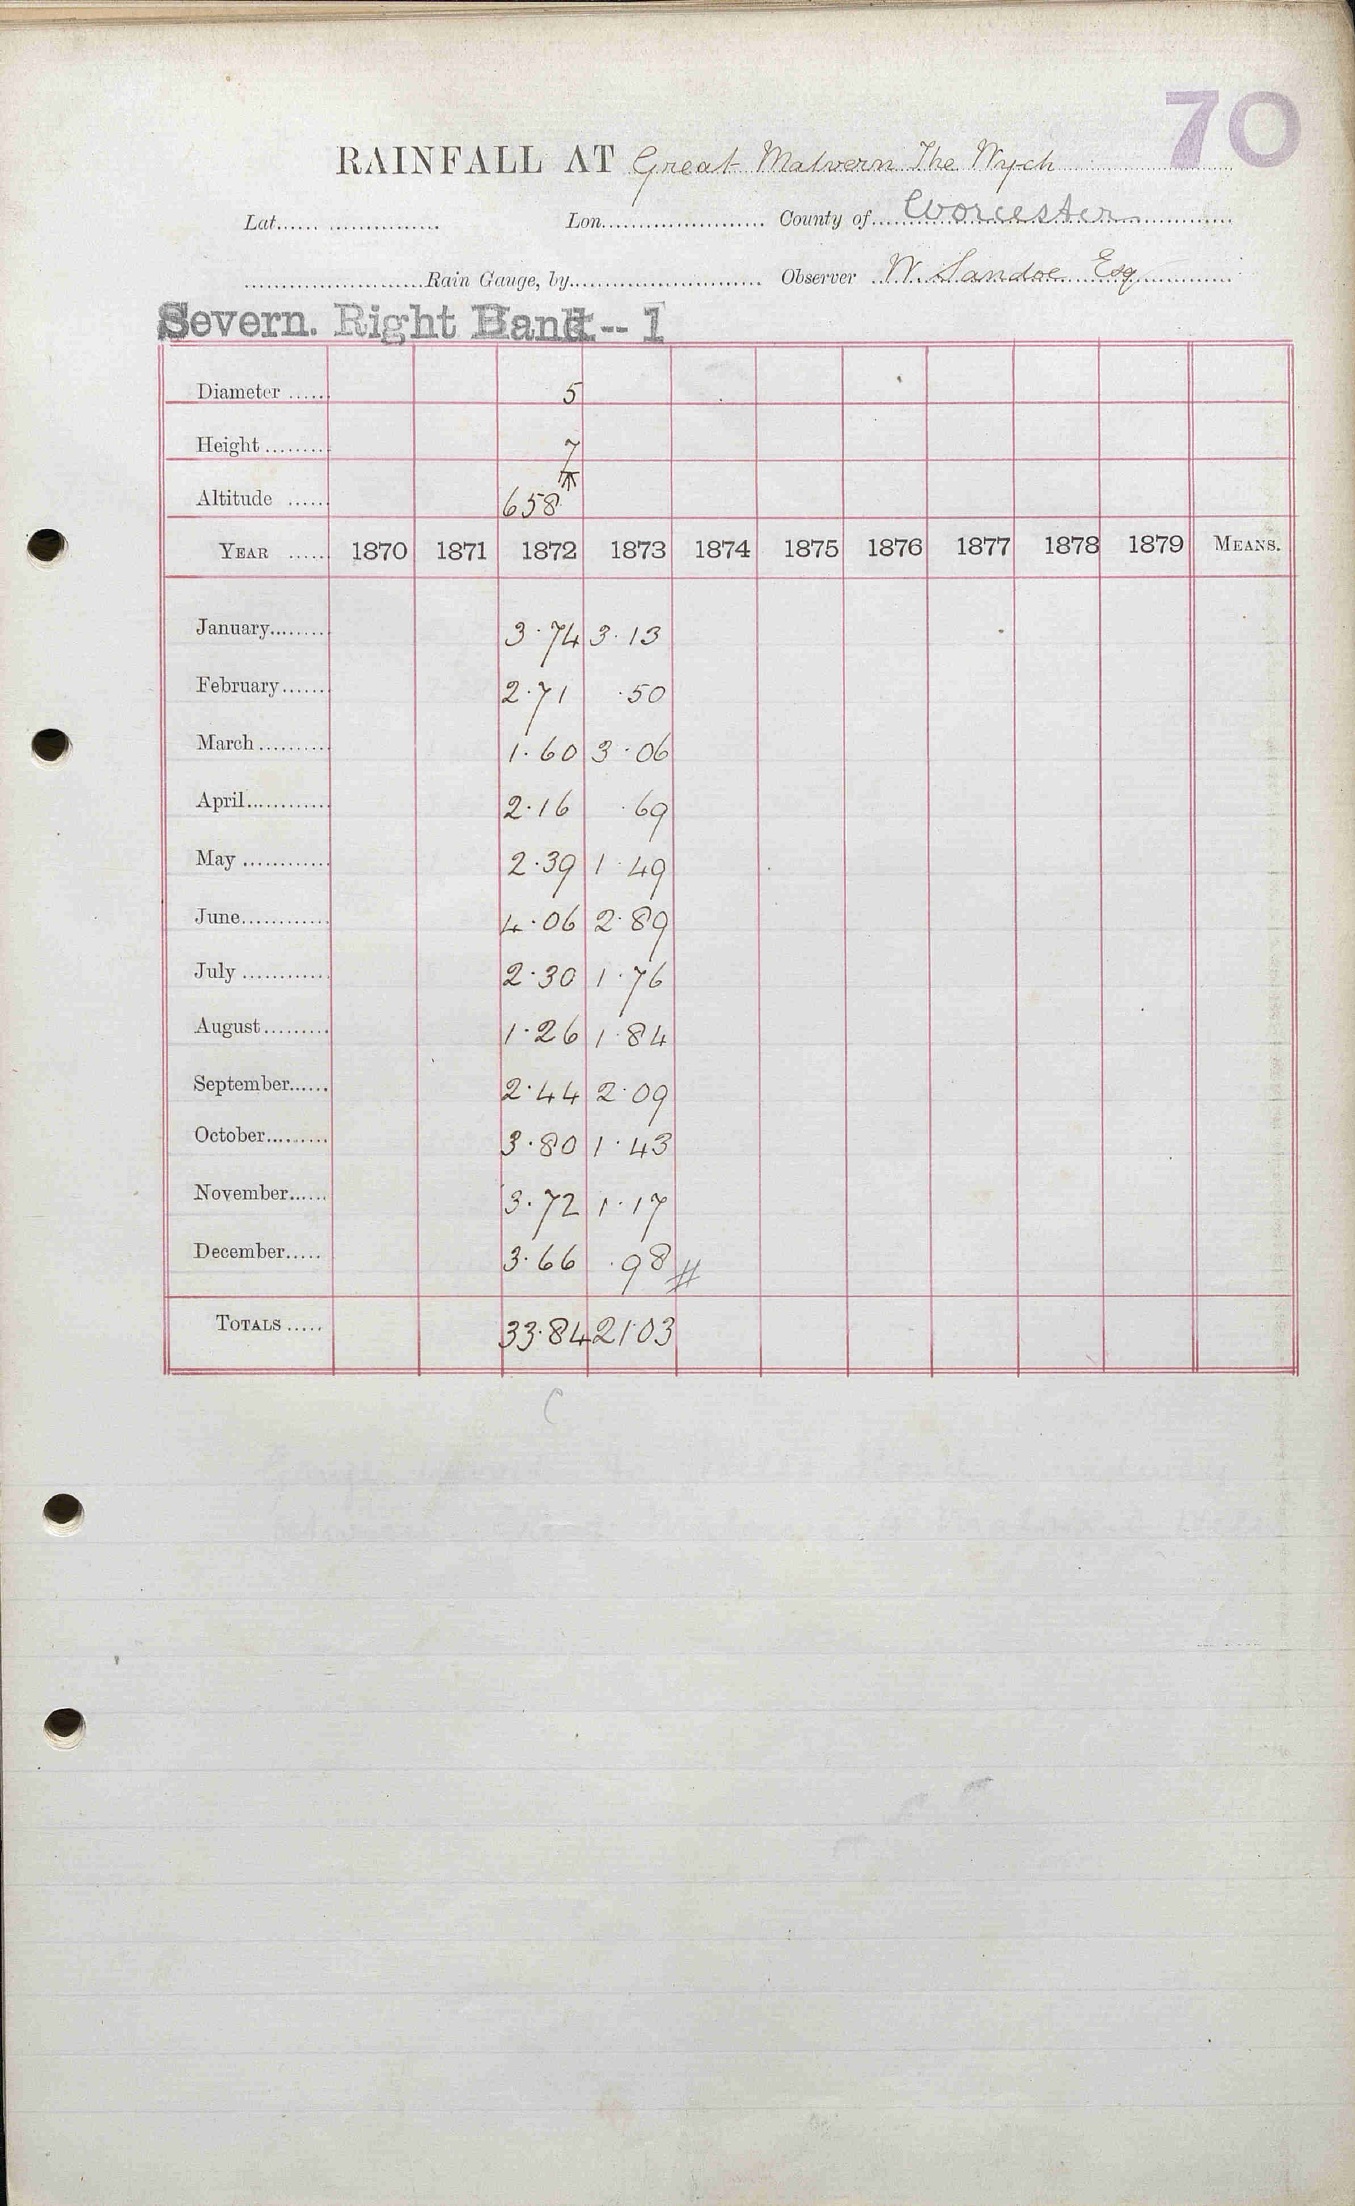 70
RAINFALL AT Great Malvern The Wych
Lat. Lon. County of Worcester
Rain Gauge, by Observer W. Sandoe Esq
Severn. Right Bank -- 1
Diameter 5
Height 7
Altitude 658
YEAR 1870 1871 1872 1873 1874 1875 1876 1877 1878 1879 MEANS.
January 3.74 3.13
February 2.71 .50
March 1.60 3.06
April 2.16 .69
May 2.39 1.49
June 4.06 2.89
July 2.30 1.76
August 1.26 1.84
September 2.44 2.09
October 3.80 1.43
November 3.72 1.17
December 3.66 .98 #
TOTALS 33.84 21.03
C